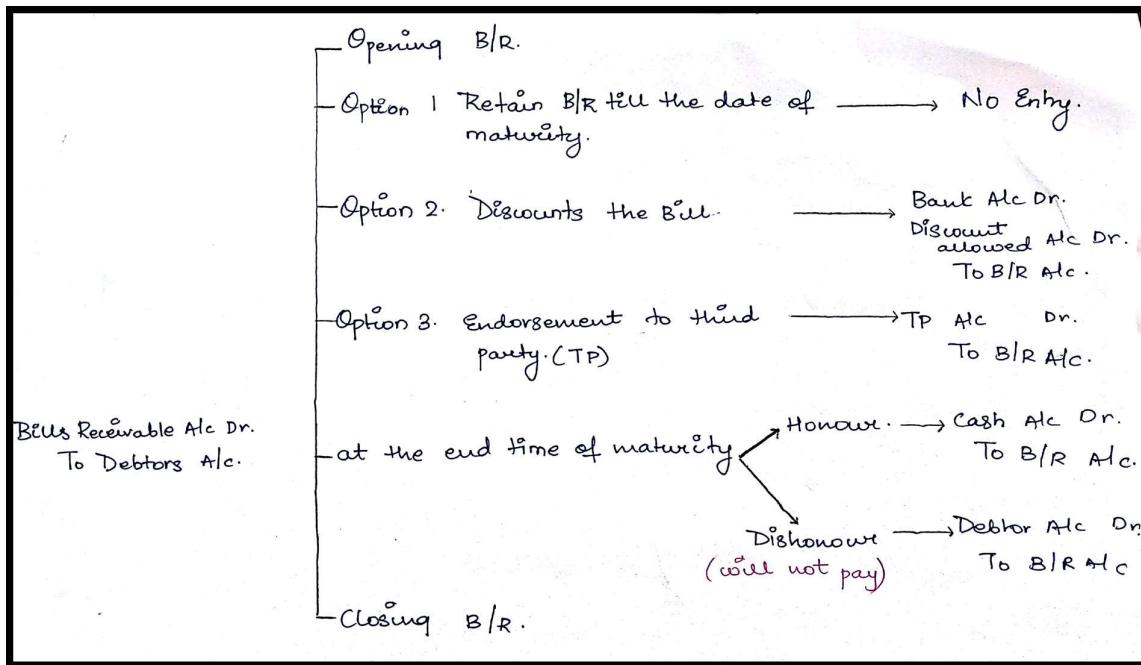 Opening B/R.
Option 1 Retain B/R till the date of
maturity.
No Entry.
Option 2. Discounts the Bill.
Bank A/c Dr.
Discount
allowed A/c Dr.
To B/R A/c.
Option 3. Endorsement to third
party. (TP)
TP A/c Dr.
To B/R A/c.
Bills Receivable A/c Dr.
To Debtors A/c.
at the end time of maturity
Honour.
Cash A/c Dr.
To B/R A/c.
Dishonour
(will not pay)
Debtor A/c Dr.
To B/R A/c
Closing B/R.